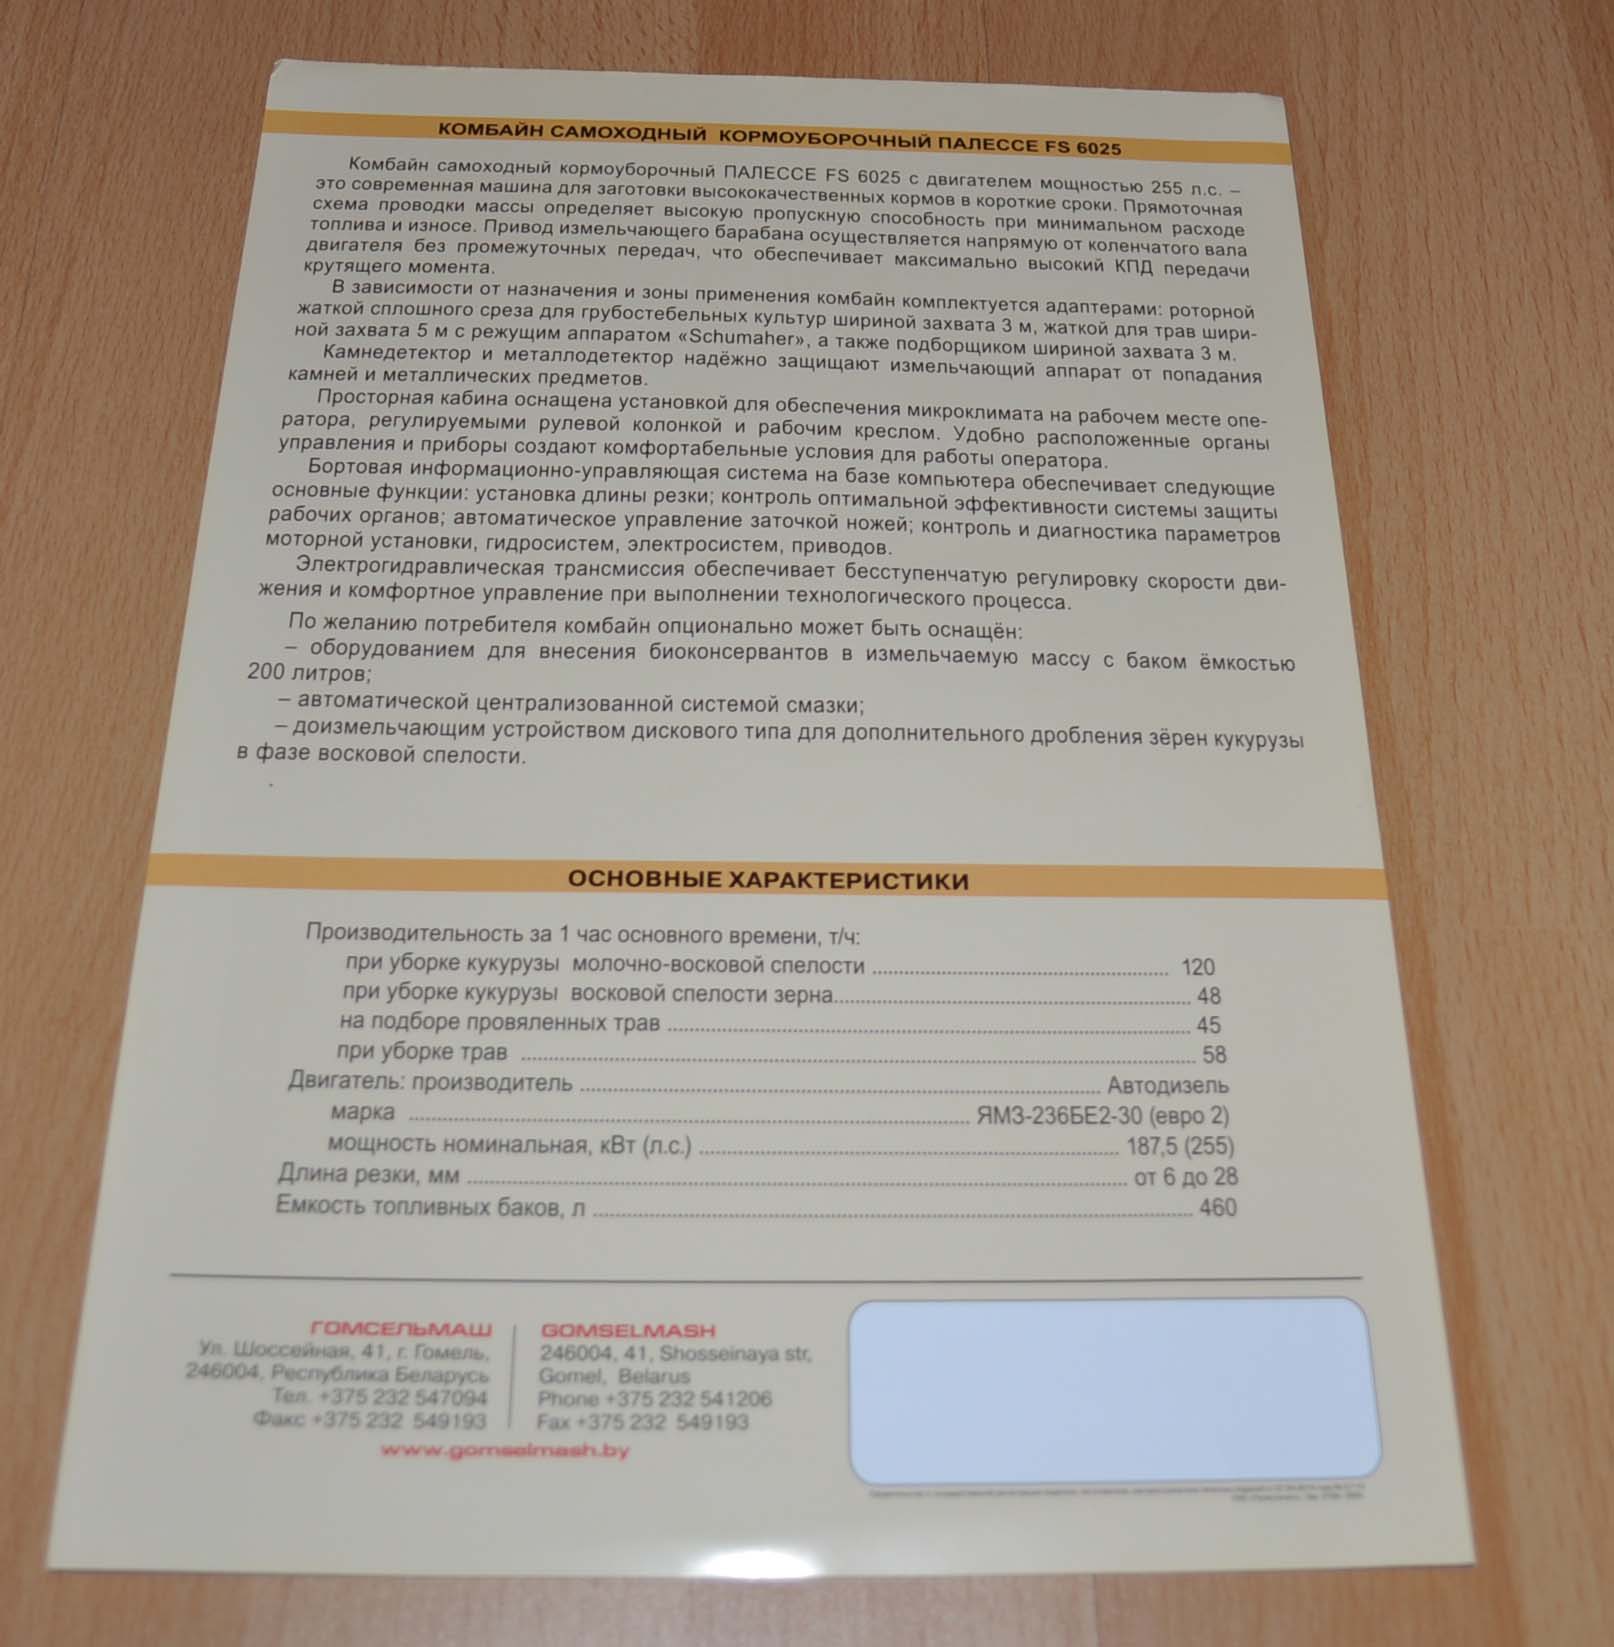 КОМБАЙН САМОХОДНЫЙ КОРМОУБОРОЧНЫЙ ПАЛЕССЕ FS 6025
Комбайн самоходный кормоуборочный ПАЛЕССЕ FS 6025 с двигателем мощностью 255 л.с. –
это современная машина для заготовки высококачественных кормов в короткие сроки. Прямоточная
схема проводки массы определяет высокую пропускную способность при минимальном расходе
топлива и износе. Привод измельчающего барабана осуществляется напрямую от коленчатого вала
двигателя без промежуточных передач, что обеспечивает максимально высокий КПД передачи
крутящего момента.
В зависимости от назначения и зоны применения комбайн комплектуется адаптерами: роторной
жаткой сплошного среза для грубостебельных культур шириной захвата 3 м, жаткой для трав шири-
ной захвата 5 м с режущим аппаратом «Schumaher», а также подборщиком шириной захвата 3 м.
Камнедетектор и металлодетектор надёжно защищают измельчающий аппарат от попадания
камней и металлических предметов.
Просторная кабина оснащена установкой для обеспечения микроклимата на рабочем месте опе-
ратора, регулируемыми рулевой колонкой и рабочим креслом. Удобно расположенные органы
управления и приборы создают комфортабельные условия для работы оператора.
Бортовая информационно-управляющая система на базе компьютера обеспечивает следующие
основные функции: установка длины резки; контроль оптимальной эффективности системы защиты
рабочих органов; автоматическое управление заточкой ножей; контроль и диагностика параметров
моторной установки, гидросистем, электросистем, приводов.
Электрогидравлическая трансмиссия обеспечивает бесступенчатую регулировку скорости дви-
жения и комфортное управление при выполнении технологического процесса.
По желанию потребителя комбайн опционально может быть оснащён:
– оборудованием для внесения биоконсервантов в измельчаемую массу с баком ёмкостью
200 литров;
– автоматической централизованной системой смазки;
– доизмельчающим устройством дискового типа для дополнительного дробления зёрен кукурузы
в фазе восковой спелости.
ОСНОВНЫЕ ХАРАКТЕРИСТИКИ
Производительность за 1 час основного времени, т/ч:
при уборке кукурузы молочно-восковой спелости ........ 120
при уборке кукурузы восковой спелости зерна........ 48
на подборе провяленных трав ........ 45
при уборке трав ........ 58
Двигатель: производитель ........ Автодизель
марка ........ ЯМЗ-236БЕ2-30 (евро 2)
мощность номинальная, кВт (л.с.) ........ 187,5 (255)
Длина резки, мм ........ от 6 до 28
Емкость топливных баков, л ........ 460
ГОМСЕЛЬМАШ
Ул. Шоссейная, 41, г. Гомель,
246004, Республика Беларусь
Тел. +375 232 547094
Факс +375 232 549193
GOMSELMASH
246004, 41, Shosseinaya str,
Gomel, Belarus
Phone +375 232 541206
Fax +375 232 549193
www.gomselmash.by